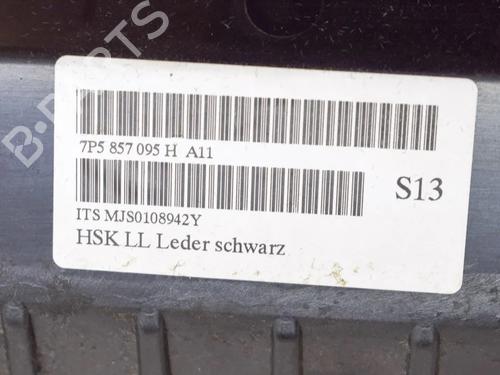 B-PARTS
7P5 857 095 H A11
S13
ITS MJS0108942Y
HSK LL Leder schwarz